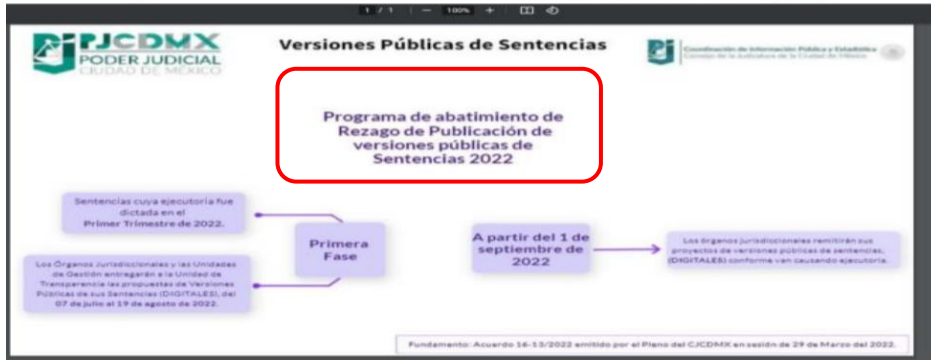 1 / 1 | — 100% +
PJCDMX
PODER JUDICIAL
CIUDAD DE MÉXICO
Versiones Públicas de Sentencias
Coordinación de Información Pública y Estadística
Consejo de la Judicatura de la Ciudad de México
Programa de abatimiento de
Rezago de Publicación de
versiones públicas de
Sentencias 2022
Sentencias cuya ejecutoria fue
dictada en el
Primer Trimestre de 2022.
Los Órganos Jurisdiccionales y las Unidades
de Gestión entregarán a la Unidad de
Transparencia las propuestas de Versiones
Públicas de sus Sentencias (DIGITALES), del
07 de julio al 19 de agosto de 2022.
Primera
Fase
A partir del 1 de
septiembre de
2022
Los órganos jurisdiccionales remitirán sus
proyectos de versiones públicas de sentencias,
(DIGITALES) conforme van causando ejecutoria.
Fundamento: Acuerdo 16-13/2022 emitido por el Pleno del CJCDMX en sesión de 29 de Marzo del 2022.